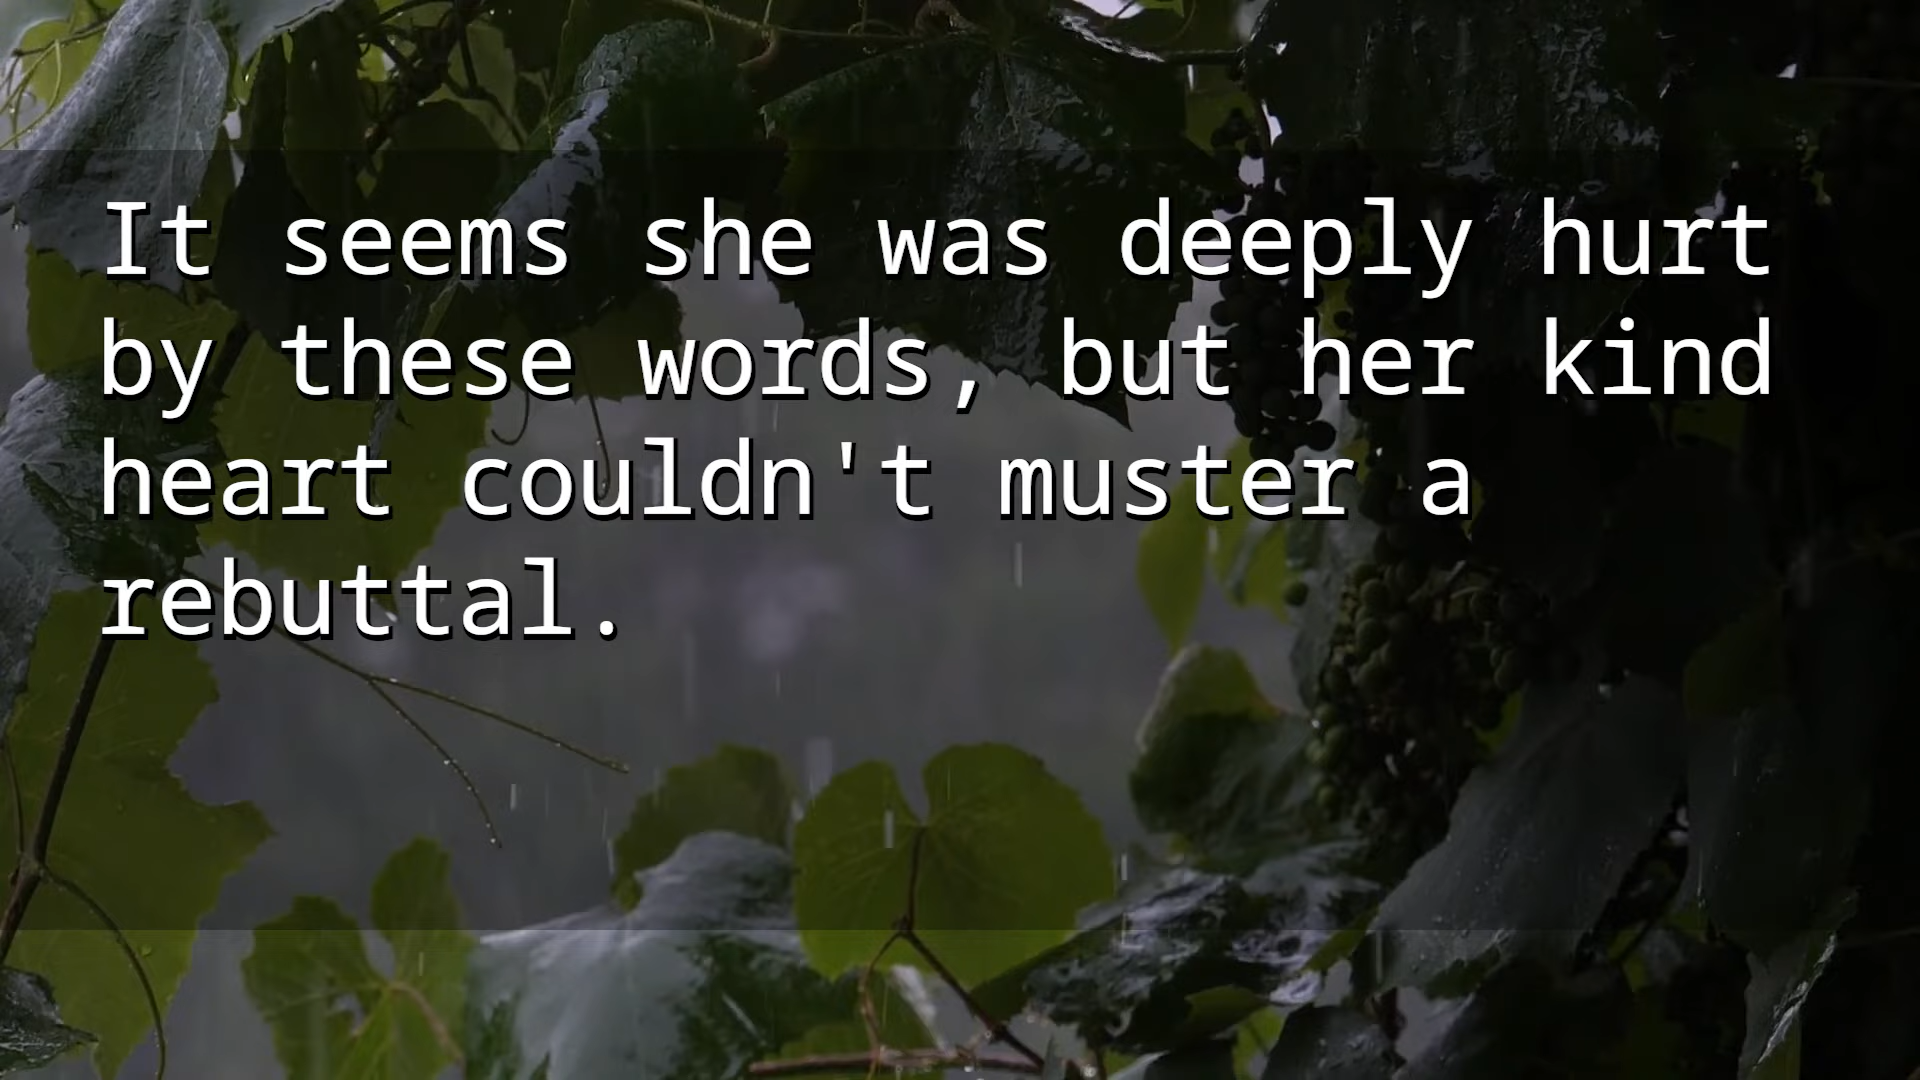 It seems she was deeply hurt
by these words, but her kind
heart couldn't muster a
rebuttal.